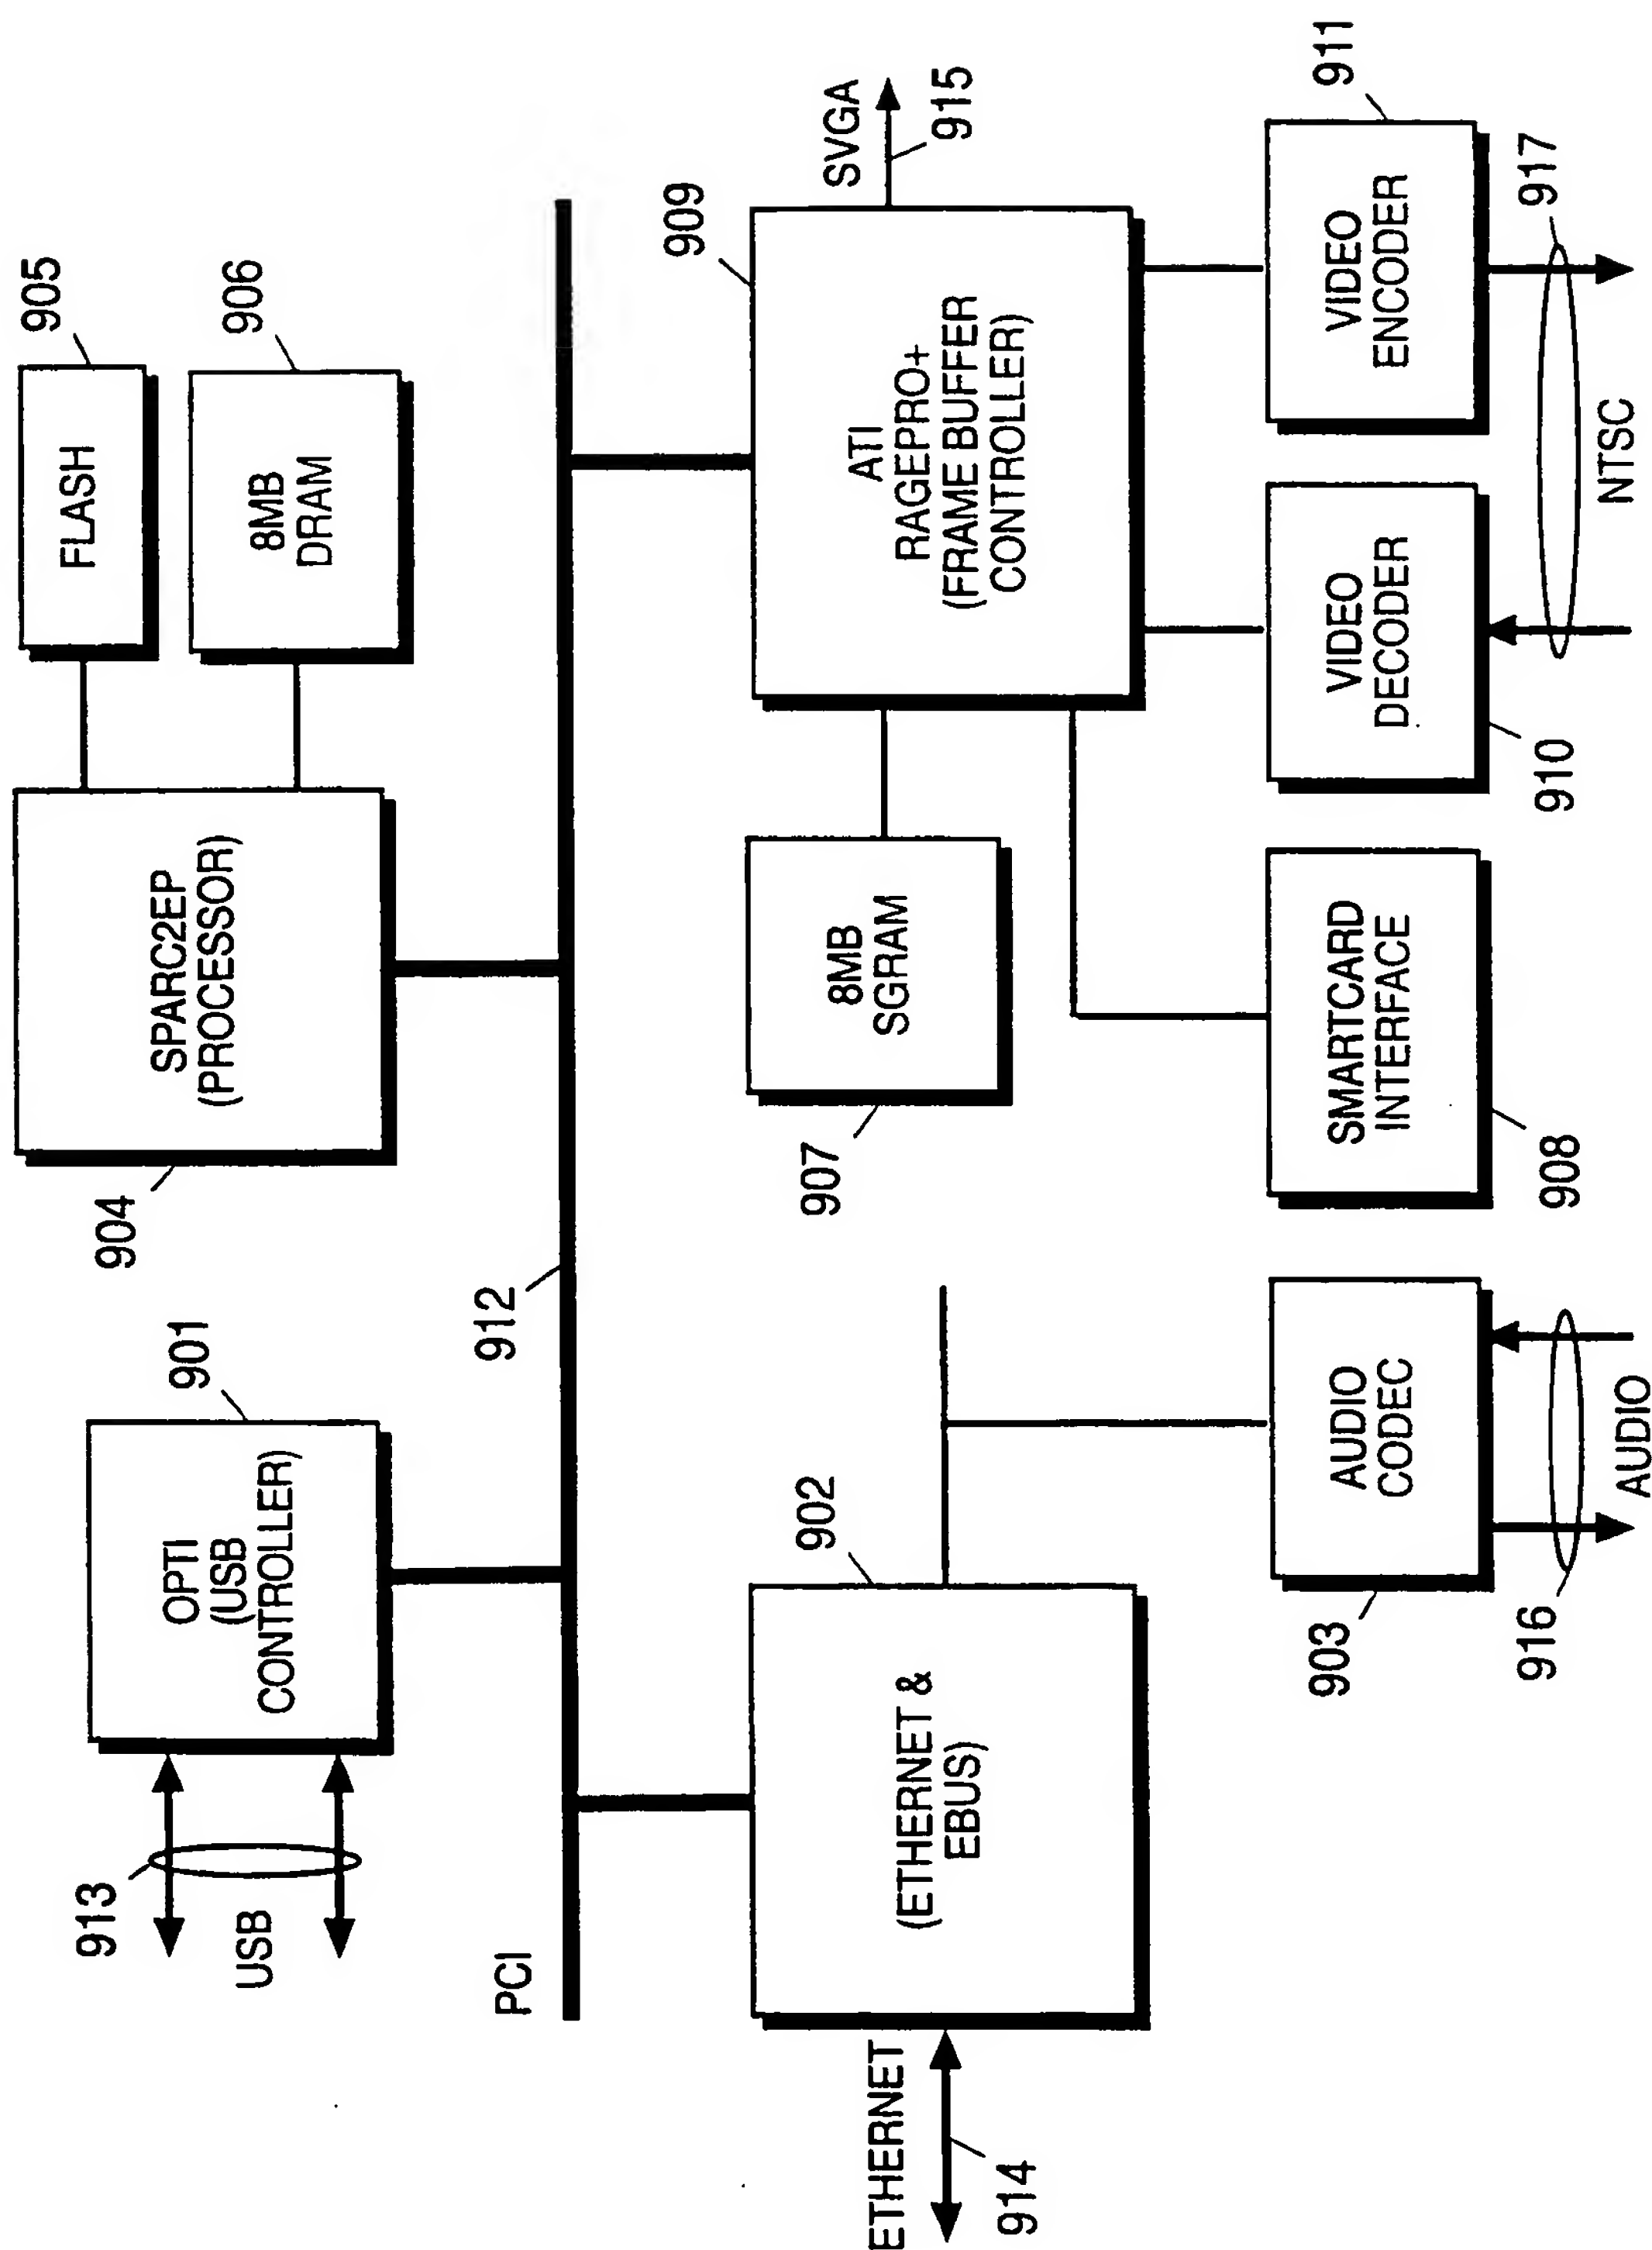 913
USB
OPTI
(USB
CONTROLLER)
901
904
SPARC2EP
(PROCESSOR)
FLASH
905
8MB
DRAM
906
PCI
912
ETHERNET
914
(ETHERNET &
EBUS)
902
907
8MB
SGRAM
ATI
RAGEPRO+
(FRAME BUFFER
CONTROLLER)
909
SVGA
915
903
AUDIO
CODEC
916
AUDIO
SMARTCARD
INTERFACE
908
VIDEO
DECODER
910
VIDEO
ENCODER
911
917
NTSC